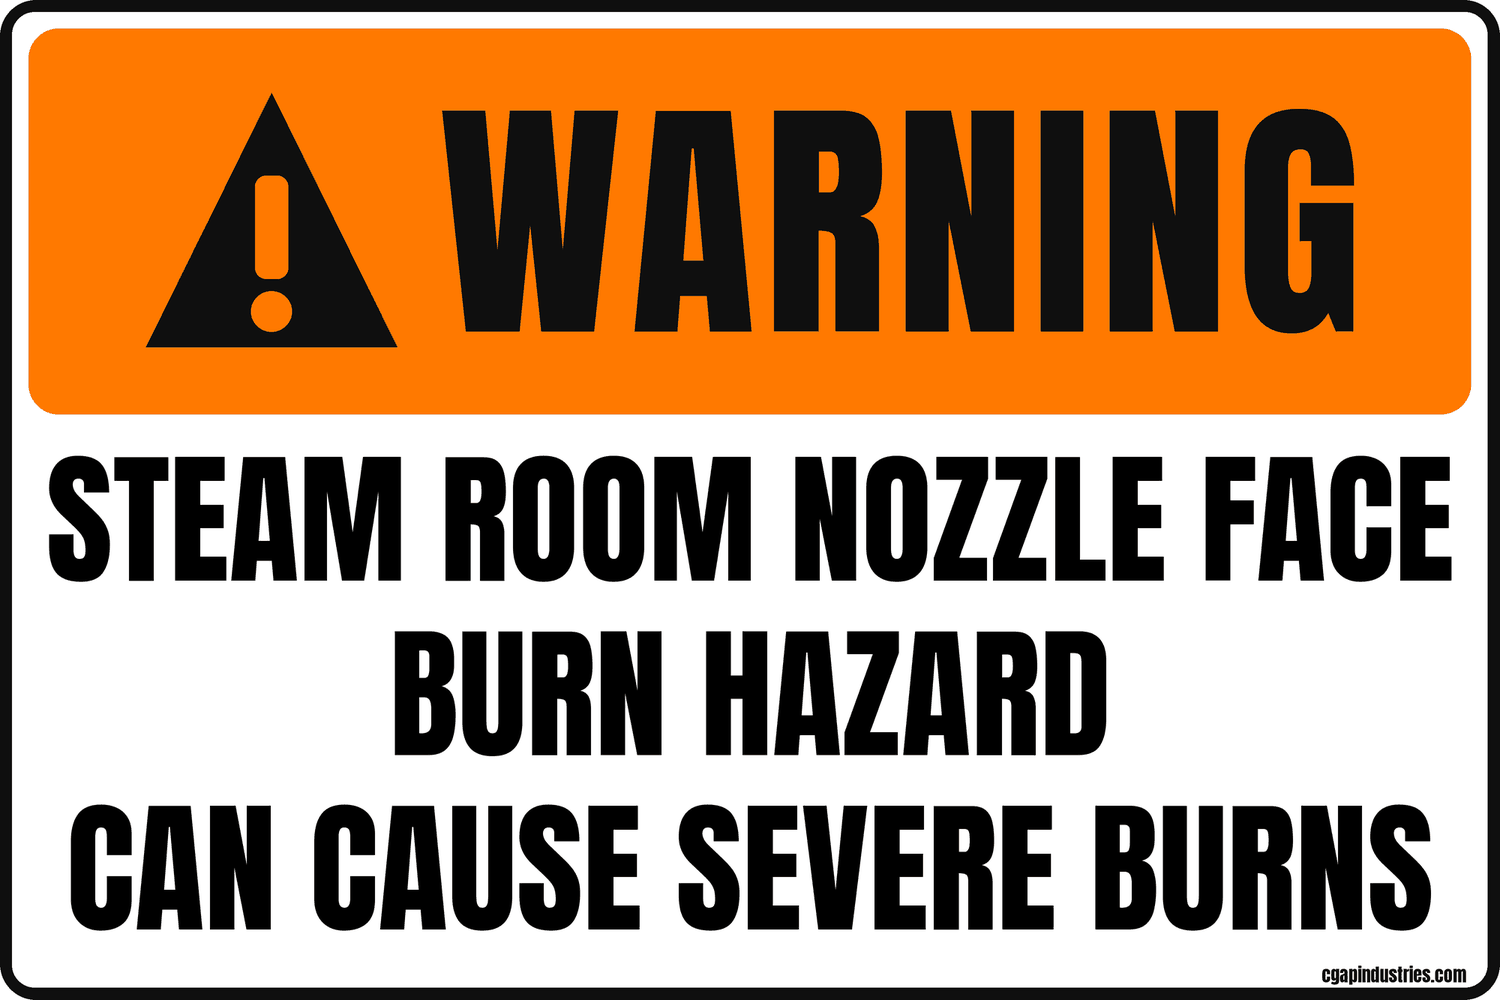 WARNING
STEAM ROOM NOZZLE FACE
BURN HAZARD
CAN CAUSE SEVERE BURNS
cgapindustries.com